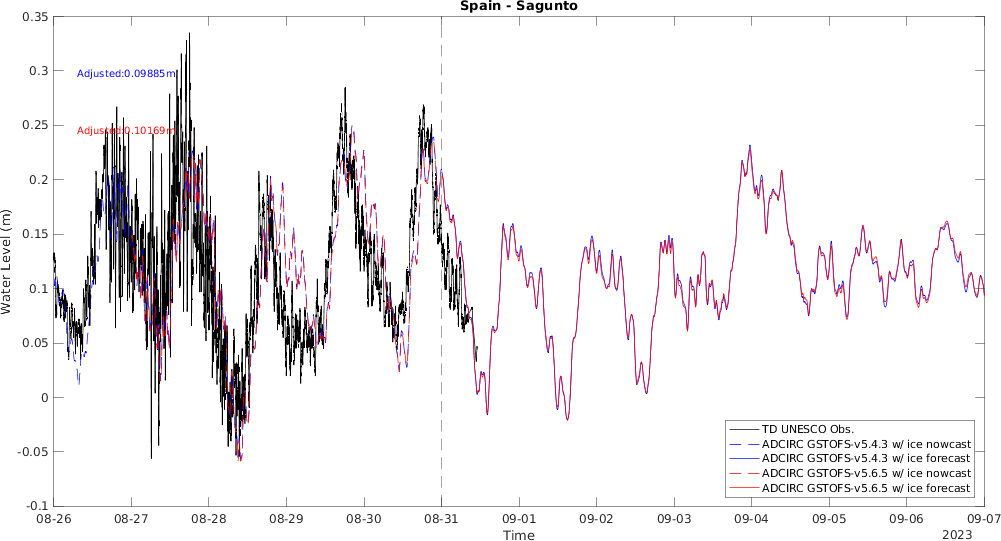 Spain - Sagunto
0.35
0.3
0.25
0.2
0.15
0.1
0.05
0
-0.05
-0.1
Water Level (m)
Adjusted:0.09885m
Adjusted:0.10169m
TD UNESCO Obs.
ADCIRC GSTOFS-v5.4.3 w/ ice nowcast
ADCIRC GSTOFS-v5.4.3 w/ ice forecast
ADCIRC GSTOFS-v5.6.5 w/ ice nowcast
ADCIRC GSTOFS-v5.6.5 w/ ice forecast
08-26 08-27 08-28 08-29 08-30 08-31 09-01 09-02 09-03 09-04 09-05 09-06 09-07
Time
2023